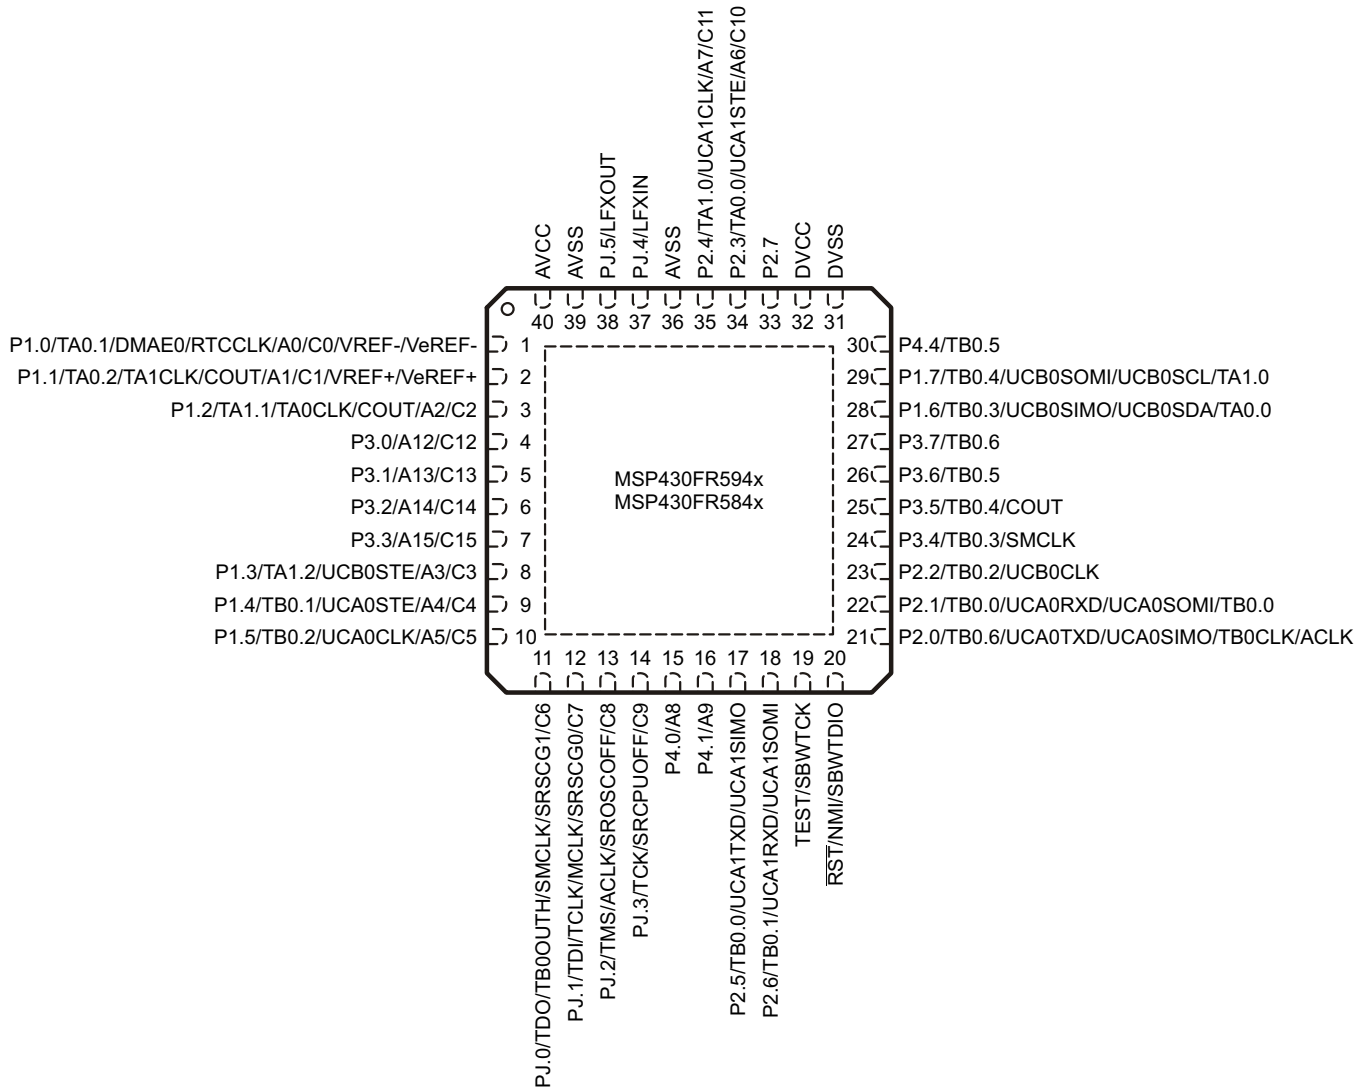 AVCC
AVSS
PJ.5/LFXOUT
PJ.4/LFXIN
AVSS
P2.4/TA1.0/UCA1CLK/A7/C11
P2.3/TA0.0/UCA1STE/A6/C10
P2.7
DVCC
DVSS
40 39 38 37 36 35 34 33 32 31
P1.0/TA0.1/DMAE0/RTCCLK/A0/C0/VREF-/VeREF- 1
P1.1/TA0.2/TA1CLK/COUT/A1/C1/VREF+/VeREF+ 2
P1.2/TA1.1/TA0CLK/COUT/A2/C2 3
P3.0/A12/C12 4
P3.1/A13/C13 5
P3.2/A14/C14 6
P3.3/A15/C15 7
P1.3/TA1.2/UCB0STE/A3/C3 8
P1.4/TB0.1/UCA0STE/A4/C4 9
P1.5/TB0.2/UCA0CLK/A5/C5 10
MSP430FR594x
MSP430FR584x
30 P4.4/TB0.5
29 P1.7/TB0.4/UCB0SOMI/UCB0SCL/TA1.0
28 P1.6/TB0.3/UCB0SIMO/UCB0SDA/TA0.0
27 P3.7/TB0.6
26 P3.6/TB0.5
25 P3.5/TB0.4/COUT
24 P3.4/TB0.3/SMCLK
23 P2.2/TB0.2/UCB0CLK
22 P2.1/TB0.0/UCA0RXD/UCA0SOMI/TB0.0
21 P2.0/TB0.6/UCA0TXD/UCA0SIMO/TB0CLK/ACLK
11 12 13 14 15 16 17 18 19 20
PJ.0/TDO/TB0OUTH/SMCLK/SRSCG1/C6
PJ.1/TDI/TCLK/MCLK/SRSCG0/C7
PJ.2/TMS/ACLK/SROSCOFF/C8
PJ.3/TCK/SRCPUOFF/C9
P4.0/A8
P4.1/A9
P2.5/TB0.0/UCA1TXD/UCA1SIMO
P2.6/TB0.1/UCA1RXD/UCA1SOMI
TEST/SBWTCK
RST/NMI/SBWTDIO